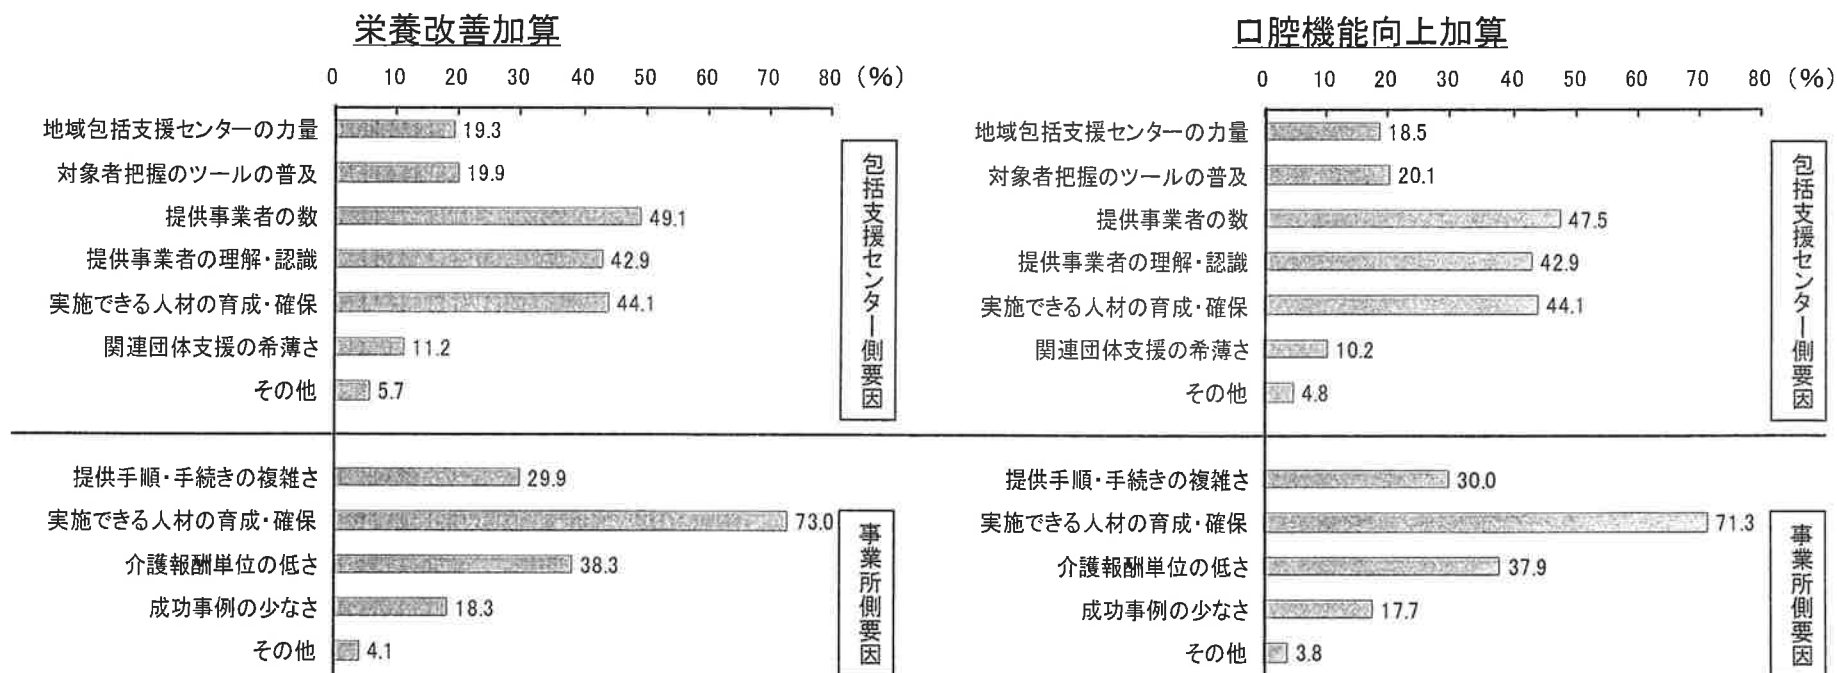 栄養改善加算
0 10 20 30 40 50 60 70 80 (%)
地域包括支援センターの力量 19.3
対象者把握のツールの普及 19.9
提供事業者の数 49.1
提供事業者の理解・認識 42.9
実施できる人材の育成・確保 44.1
関連団体支援の希薄さ 11.2
その他 5.7
包括支援センター側要因
提供手順・手続きの複雑さ 29.9
実施できる人材の育成・確保 73.0
介護報酬単位の低さ 38.3
成功事例の少なさ 18.3
その他 4.1
事業所側要因
口腔機能向上加算
0 10 20 30 40 50 60 70 80 (%)
地域包括支援センターの力量 18.5
対象者把握のツールの普及 20.1
提供事業者の数 47.5
提供事業者の理解・認識 42.9
実施できる人材の育成・確保 44.1
関連団体支援の希薄さ 10.2
その他 4.8
包括支援センター側要因
提供手順・手続きの複雑さ 30.0
実施できる人材の育成・確保 71.3
介護報酬単位の低さ 37.9
成功事例の少なさ 17.7
その他 3.8
事業所側要因